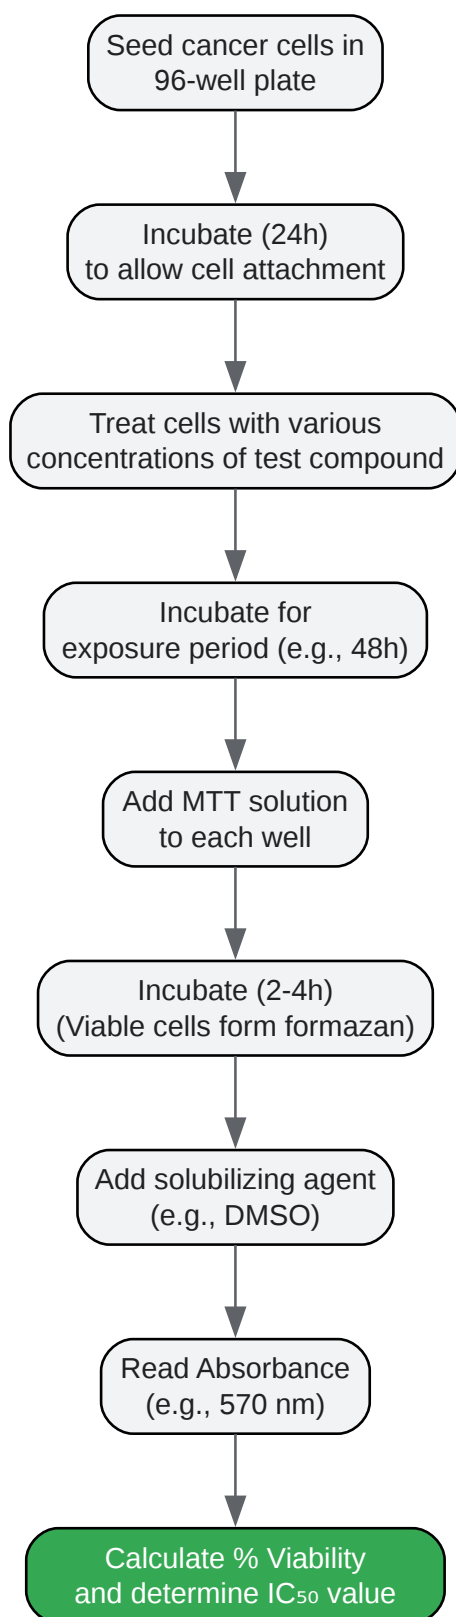 Seed cancer cells in
96-well plate
Incubate (24h)
to allow cell attachment
Treat cells with various
concentrations of test compound
Incubate for
exposure period (e.g., 48h)
Add MTT solution
to each well
Incubate (2-4h)
(Viable cells form formazan)
Add solubilizing agent
(e.g., DMSO)
Read Absorbance
(e.g., 570 nm)
Calculate % Viability
and determine IC₅₀ value